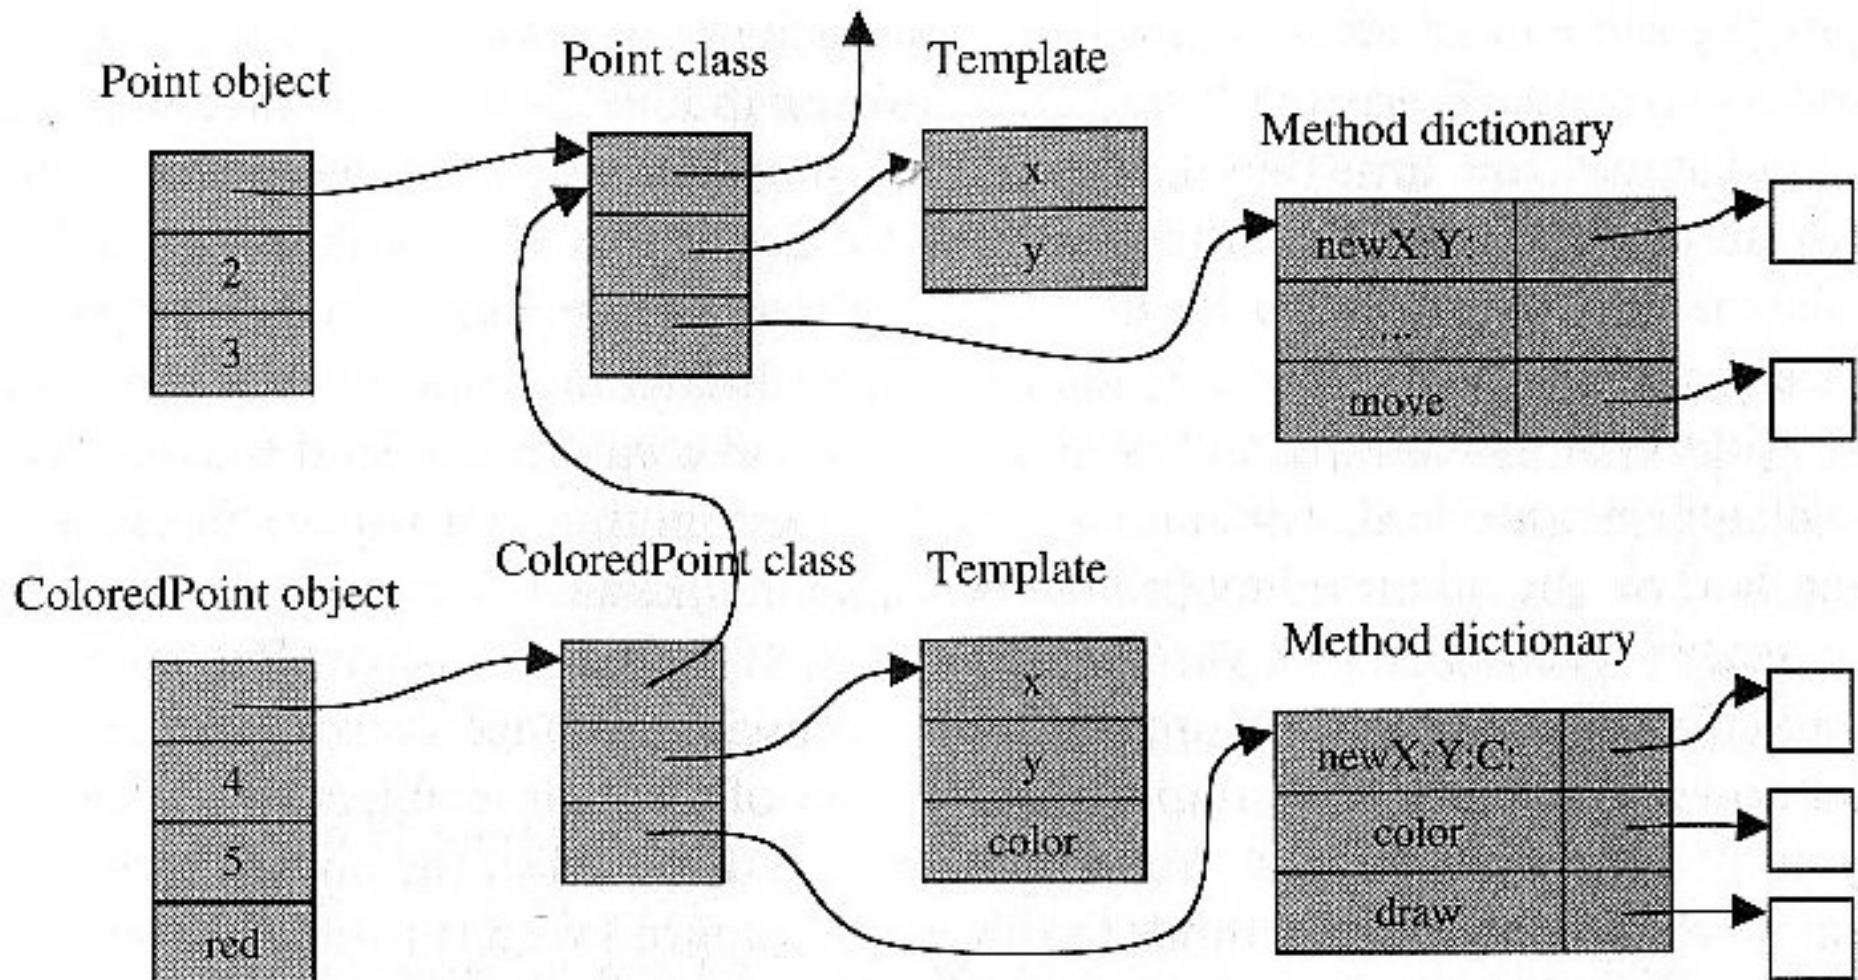 Point object
Point class
Template
Method dictionary
2
3
x
y
newX:Y:
...
move
ColoredPoint object
ColoredPoint class
Template
Method dictionary
4
5
red
x
y
color
newX:Y:C:
color
draw